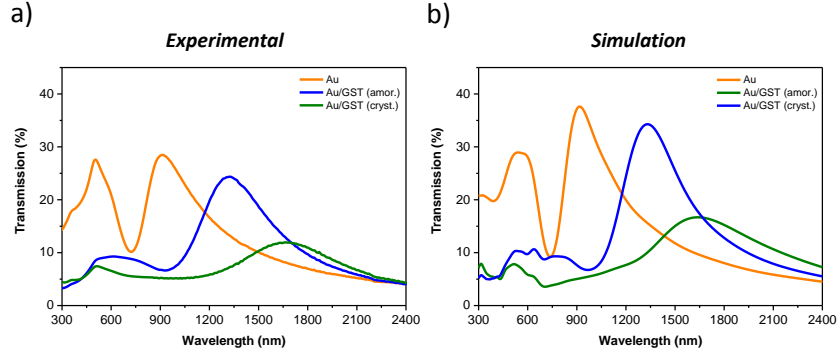 a)
Experimental
Transmission (%)
40
30
20
10
0
300 600 900 1200 1500 1800 2100 2400
Wavelength (nm)
Au
Au/GST (amor.)
Au/GST (cryst.)
b)
Simulation
Transmission (%)
40
30
20
10
0
300 600 900 1200 1500 1800 2100 2400
Wavelength (nm)
Au
Au/GST (amor.)
Au/GST (cryst.)